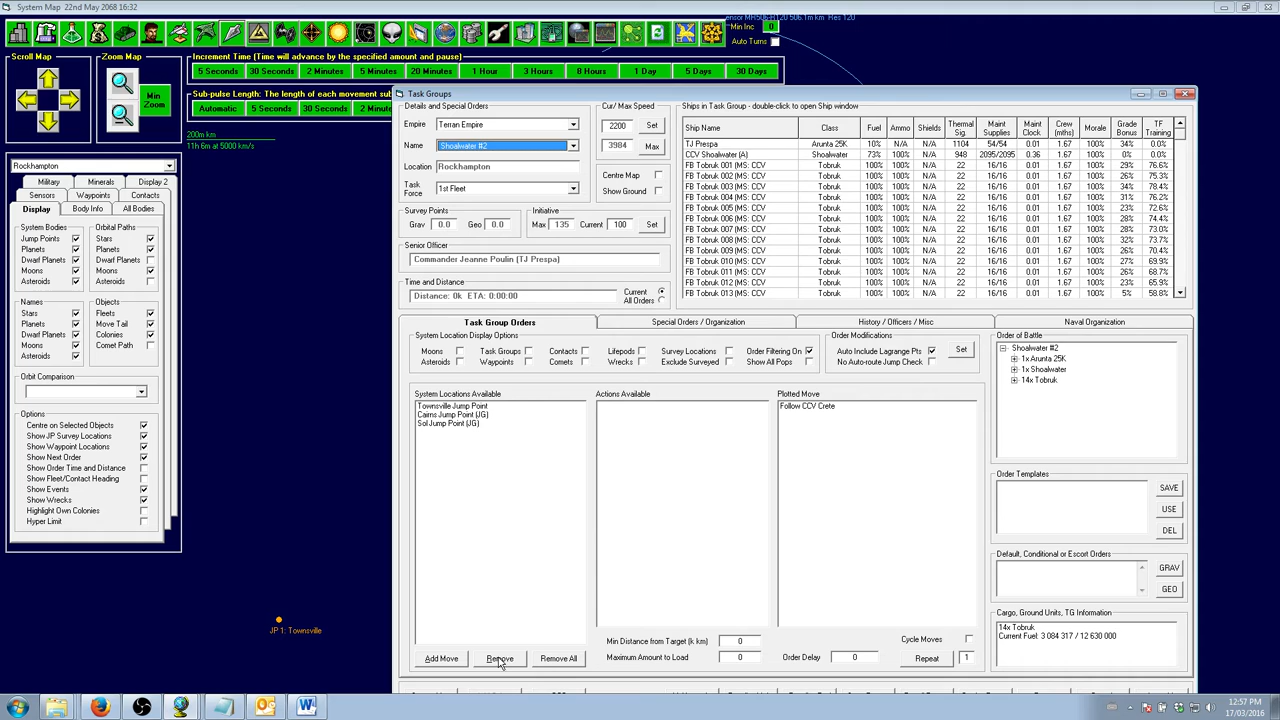 System Map 22nd May 2068 16:32
ensor MR506-R120 506.1m km Res 120
Min Inc 0
Auto Turns
Scroll Map
Zoom Map
Min Zoom
Increment Time (Time will advance by the specified amount and pause)
5 Seconds 30 Seconds 2 Minutes 5 Minutes 20 Minutes 1 Hour 3 Hours 8 Hours 1 Day 5 Days 30 Days
Sub-pulse Length: The length of each movement sub
Automatic 5 Seconds 30 Seconds 2 Minute
200m km
11h 6m at 5000 km/s
Rockhampton
Military Minerals Display 2
Sensors Waypoints Contacts
Display Body Info All Bodies
System Bodies
Jump Points
Planets
Dwarf Planets
Moons
Asteroids
Orbital Paths
Stars
Planets
Dwarf Planets
Moons
Asteroids
Names
Stars
Planets
Dwarf Planets
Moons
Asteroids
Objects
Fleets
Move Tail
Colonies
Comet Path
Orbit Comparison
Options
Centre on Selected Objects
Show JP Survey Locations
Show Waypoint Locations
Show Next Order
Show Order Time and Distance
Show Fleet/Contact Heading
Show Events
Show Wrecks
Highlight Own Colonies
Hyper Limit
JP 1: Townsville
Task Groups
Details and Special Orders
Empire Terran Empire
Name Shoalwater #2
Location Rockhampton
Task Force 1st Fleet
Cur/ Max Speed
2200 Set
3984 Max
Centre Map
Show Ground
Survey Points
Grav 0.0 Geo 0.0
Initiative
Max 135 Current 100 Set
Senior Officer
Commander Jeanne Poulin (TJ Prespa)
Time and Distance
Distance: 0k ETA: 0:00:00
Current
All Orders
Ships in Task Group - double-click to open Ship window
Ship Name Class Fuel Ammo Shields Thermal Sig. Maint Supplies Maint Clock Crew (mths) Morale Grade Bonus TF Training
TJ Prespa Arunta 25K 10% N/A N/A 1104 54/54 0.01 1.67 100% 34% 0%
CCV Shoalwater (A) Shoalwater 73% N/A N/A 948 2095/2095 0.36 1.67 100% 0% 0.0%
FB Tobruk 001 (MS: CCV Tobruk 100% 100% N/A 22 16/16 0.01 1.67 100% 29% 76.6%
FB Tobruk 002 (MS: CCV Tobruk 100% 100% N/A 22 16/16 0.01 1.67 100% 31% 73.0%
FB Tobruk 003 (MS: CCV Tobruk 100% 100% N/A 22 16/16 0.01 1.67 100% 34% 78.4%
FB Tobruk 004 (MS: CCV Tobruk 100% 100% N/A 22 16/16 0.01 1.67 100% 31% 76.2%
FB Tobruk 005 (MS: CCV Tobruk 100% 100% N/A 22 16/16 0.01 1.67 100% 23% 72.6%
FB Tobruk 006 (MS: CCV Tobruk 100% 100% N/A 22 16/16 0.01 1.67 100% 28% 74.4%
FB Tobruk 007 (MS: CCV Tobruk 100% 100% N/A 22 16/16 0.01 1.67 100% 28% 73.0%
FB Tobruk 008 (MS: CCV Tobruk 100% 100% N/A 22 16/16 0.01 1.67 100% 32% 73.7%
FB Tobruk 009 (MS: CCV Tobruk 100% 100% N/A 22 16/16 0.01 1.67 100% 26% 70.4%
FB Tobruk 010 (MS: CCV Tobruk 100% 100% N/A 22 16/16 0.01 1.67 100% 27% 69.9%
FB Tobruk 011 (MS: CCV Tobruk 100% 100% N/A 22 16/16 0.01 1.67 100% 26% 68.7%
FB Tobruk 012 (MS: CCV Tobruk 100% 100% N/A 22 16/16 0.01 1.67 100% 23% 65.9%
FB Tobruk 013 (MS: CCV Tobruk 100% 100% N/A 22 16/16 0.01 1.67 100% 5% 58.8%
Task Group Orders Special Orders / Organization History / Officers / Misc Naval Organization
System Location Display Options
Moons Task Groups Contacts Lifepods Survey Locations Order Filtering On
Asteroids Waypoints Comets Wrecks Exclude Surveyed Show All Pops
Order Modifications
Auto Include Lagrange Pts Set
No Auto-route Jump Check
System Locations Available
Townsville Jump Point
Cairns Jump Point (JG)
Sol Jump Point (JG)
Actions Available
Plotted Move
Follow CCV Crete
Order of Battle
Shoalwater #2
1x Arunta 25K
1x Shoalwater
14x Tobruk
Order Templates
SAVE
USE
DEL
Default, Conditional or Escort Orders
GRAV
GEO
Cargo, Ground Units, TG Information
14x Tobruk
Current Fuel: 3 084 317 / 12 630 000
Min Distance from Target (k km) 0
Cycle Moves
Add Move Remove Remove All
Maximum Amount to Load 0
Order Delay 0
Repeat 1
12:57 PM
17/03/2016